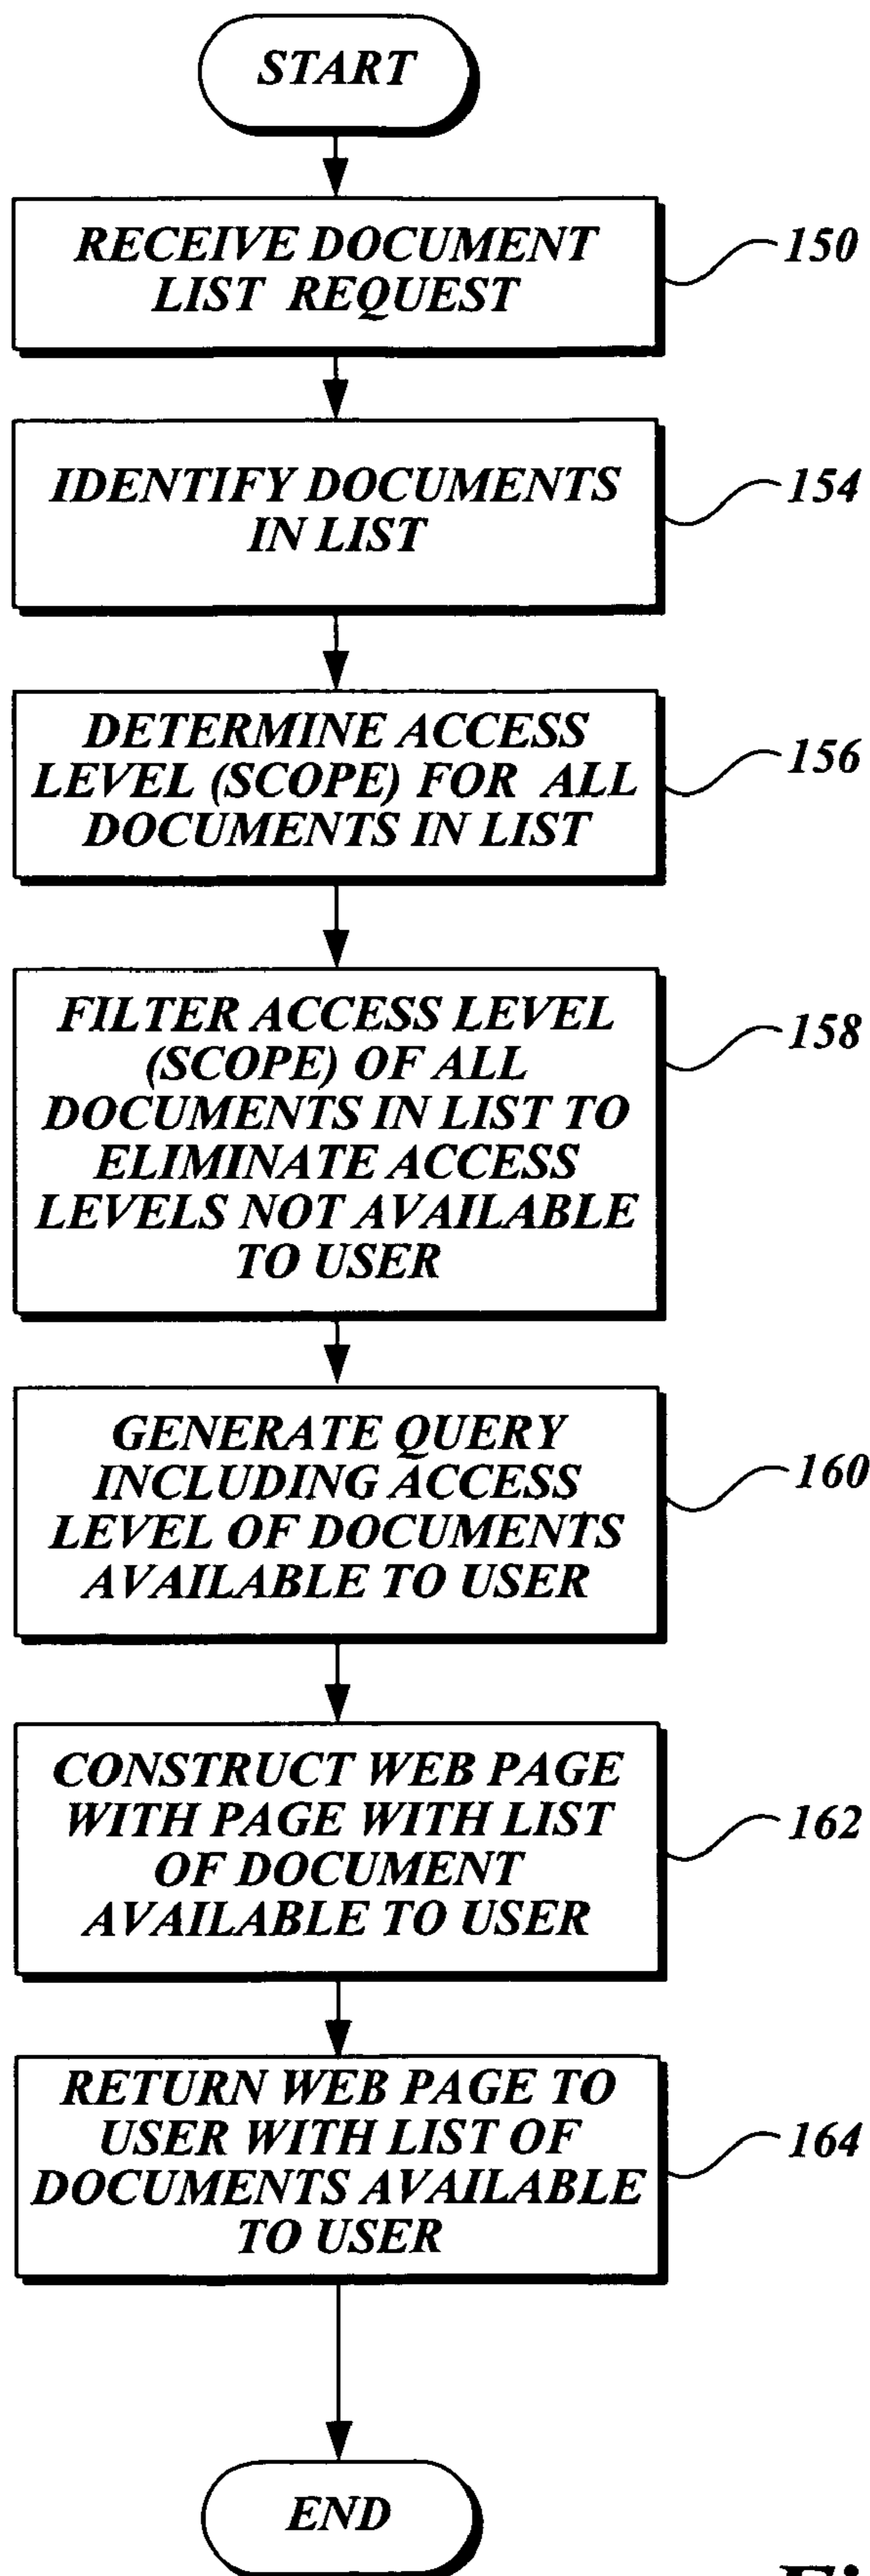 START
RECEIVE DOCUMENT
LIST REQUEST
150
IDENTIFY DOCUMENTS
IN LIST
154
DETERMINE ACCESS
LEVEL (SCOPE) FOR ALL
DOCUMENTS IN LIST
156
FILTER ACCESS LEVEL
(SCOPE) OF ALL
DOCUMENTS IN LIST TO
ELIMINATE ACCESS
LEVELS NOT AVAILABLE
TO USER
158
GENERATE QUERY
INCLUDING ACCESS
LEVEL OF DOCUMENTS
AVAILABLE TO USER
160
CONSTRUCT WEB PAGE
WITH PAGE WITH LIST
OF DOCUMENT
AVAILABLE TO USER
162
RETURN WEB PAGE TO
USER WITH LIST OF
DOCUMENTS AVAILABLE
TO USER
164
END